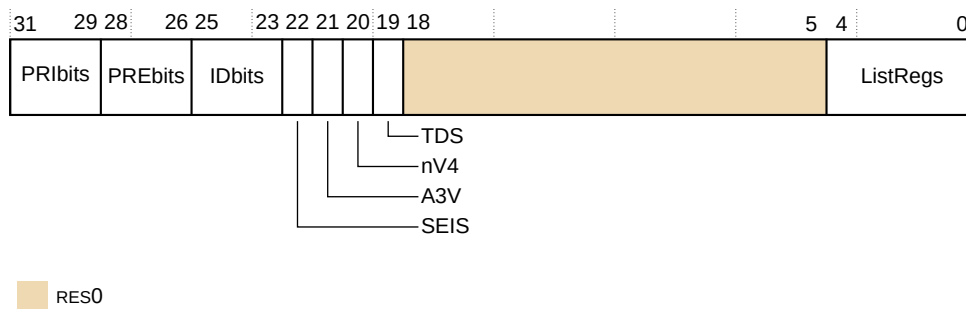 31 29 28 26 25 23 22 21 20 19 18 5 4 0
PRIbits PREbits IDbits ListRegs
TDS
nV4
A3V
SEIS
RES0